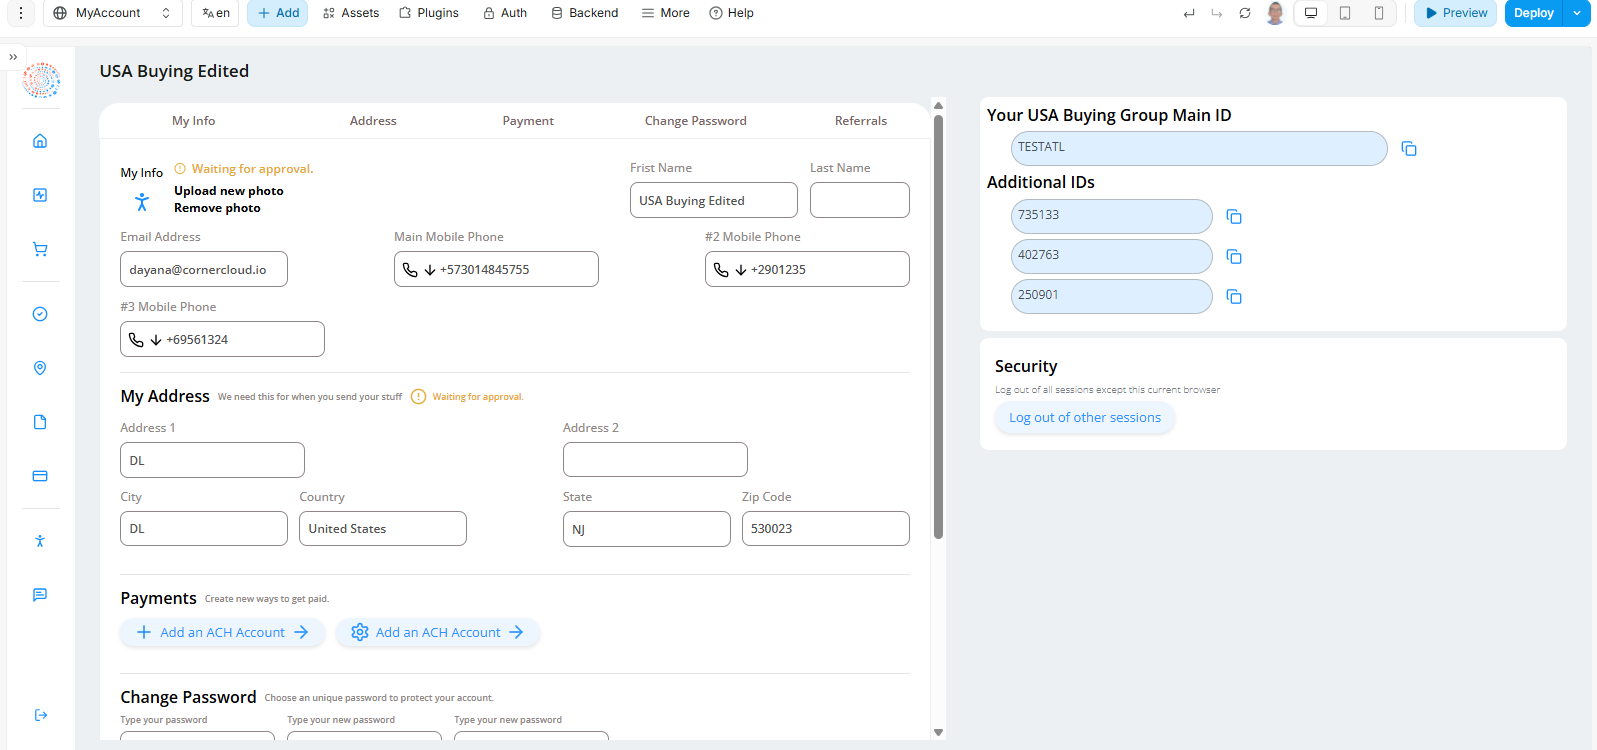 MyAccount
en
Add
Assets
Plugins
Auth
Backend
More
Help
Preview
Deploy
USA Buying Edited
My Info
Address
Payment
Change Password
Referrals
My Info
Waiting for approval.
Upload new photo
Remove photo
Frist Name
Last Name
USA Buying Edited
Email Address
Main Mobile Phone
#2 Mobile Phone
dayana@cornercloud.io
+573014845755
+2901235
#3 Mobile Phone
+69561324
My Address
We need this for when you send your stuff
Waiting for approval.
Address 1
Address 2
DL
City
Country
State
Zip Code
DL
United States
NJ
530023
Payments
Create new ways to get paid.
Add an ACH Account
Add an ACH Account
Change Password
Choose an unique password to protect your account.
Type your password
Type your new password
Type your new password
Your USA Buying Group Main ID
TESTATL
Additional IDs
735133
402763
250901
Security
Log out of all sessions except this current browser
Log out of other sessions